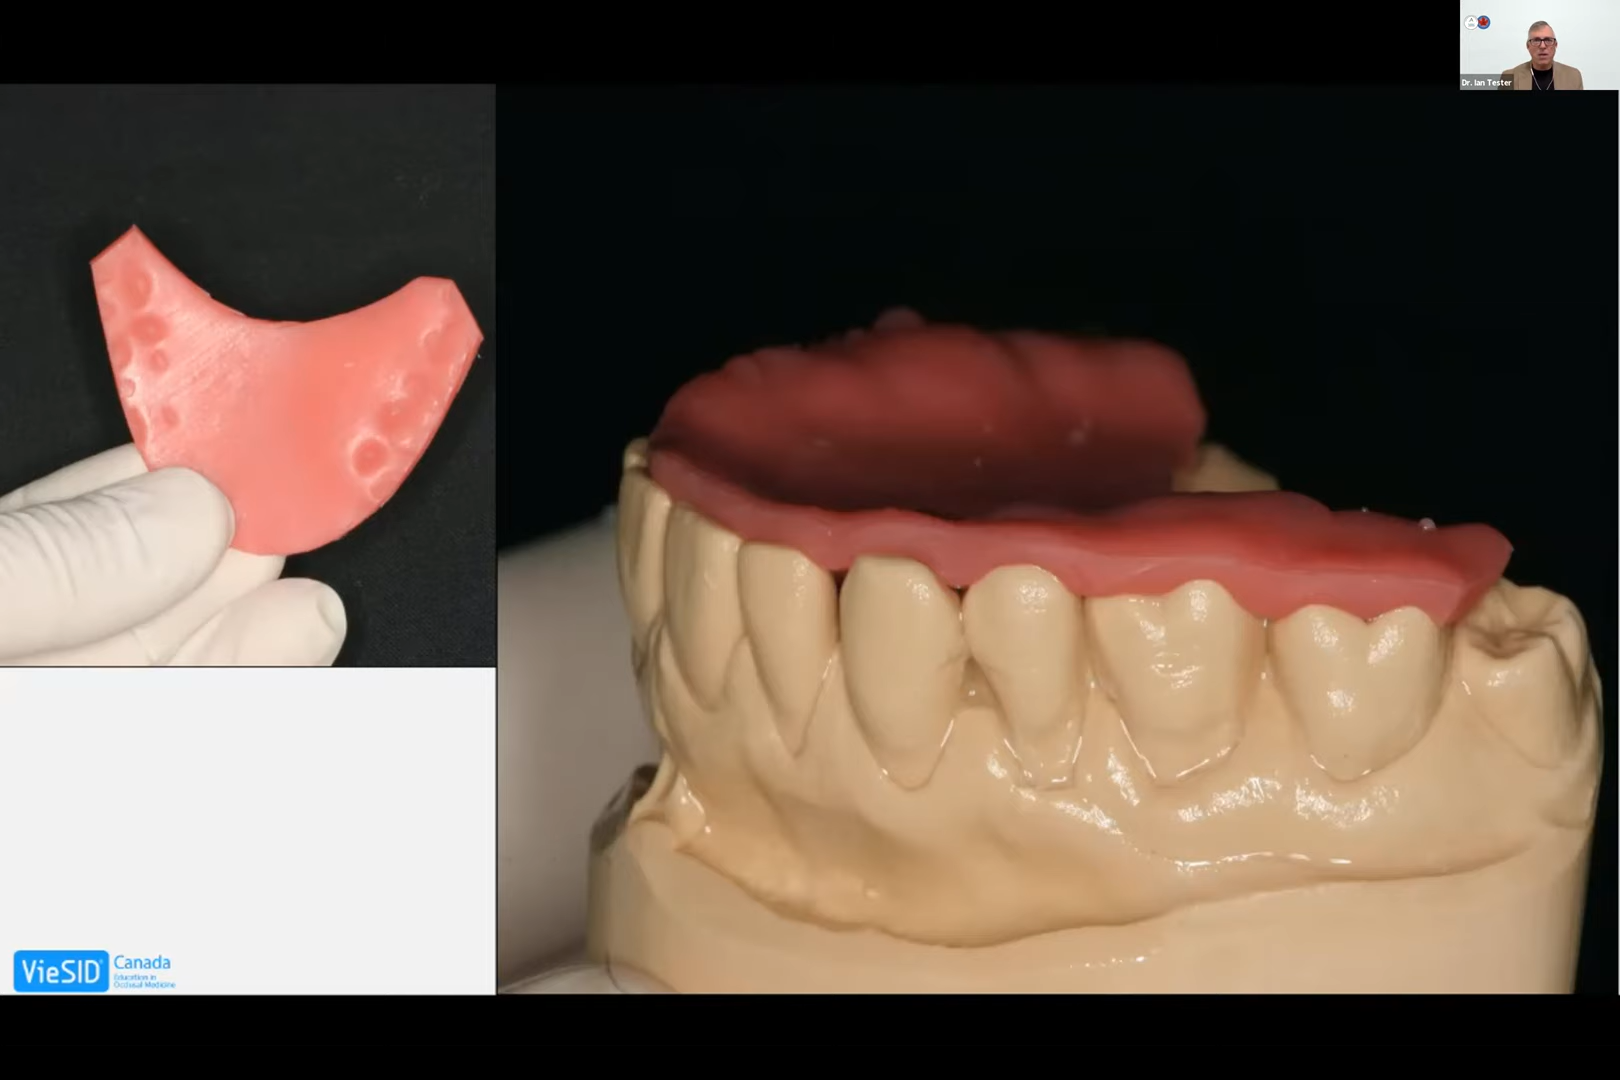 Dr. Ian Tester
VieSID Canada
Education in
Occlusal Medicine